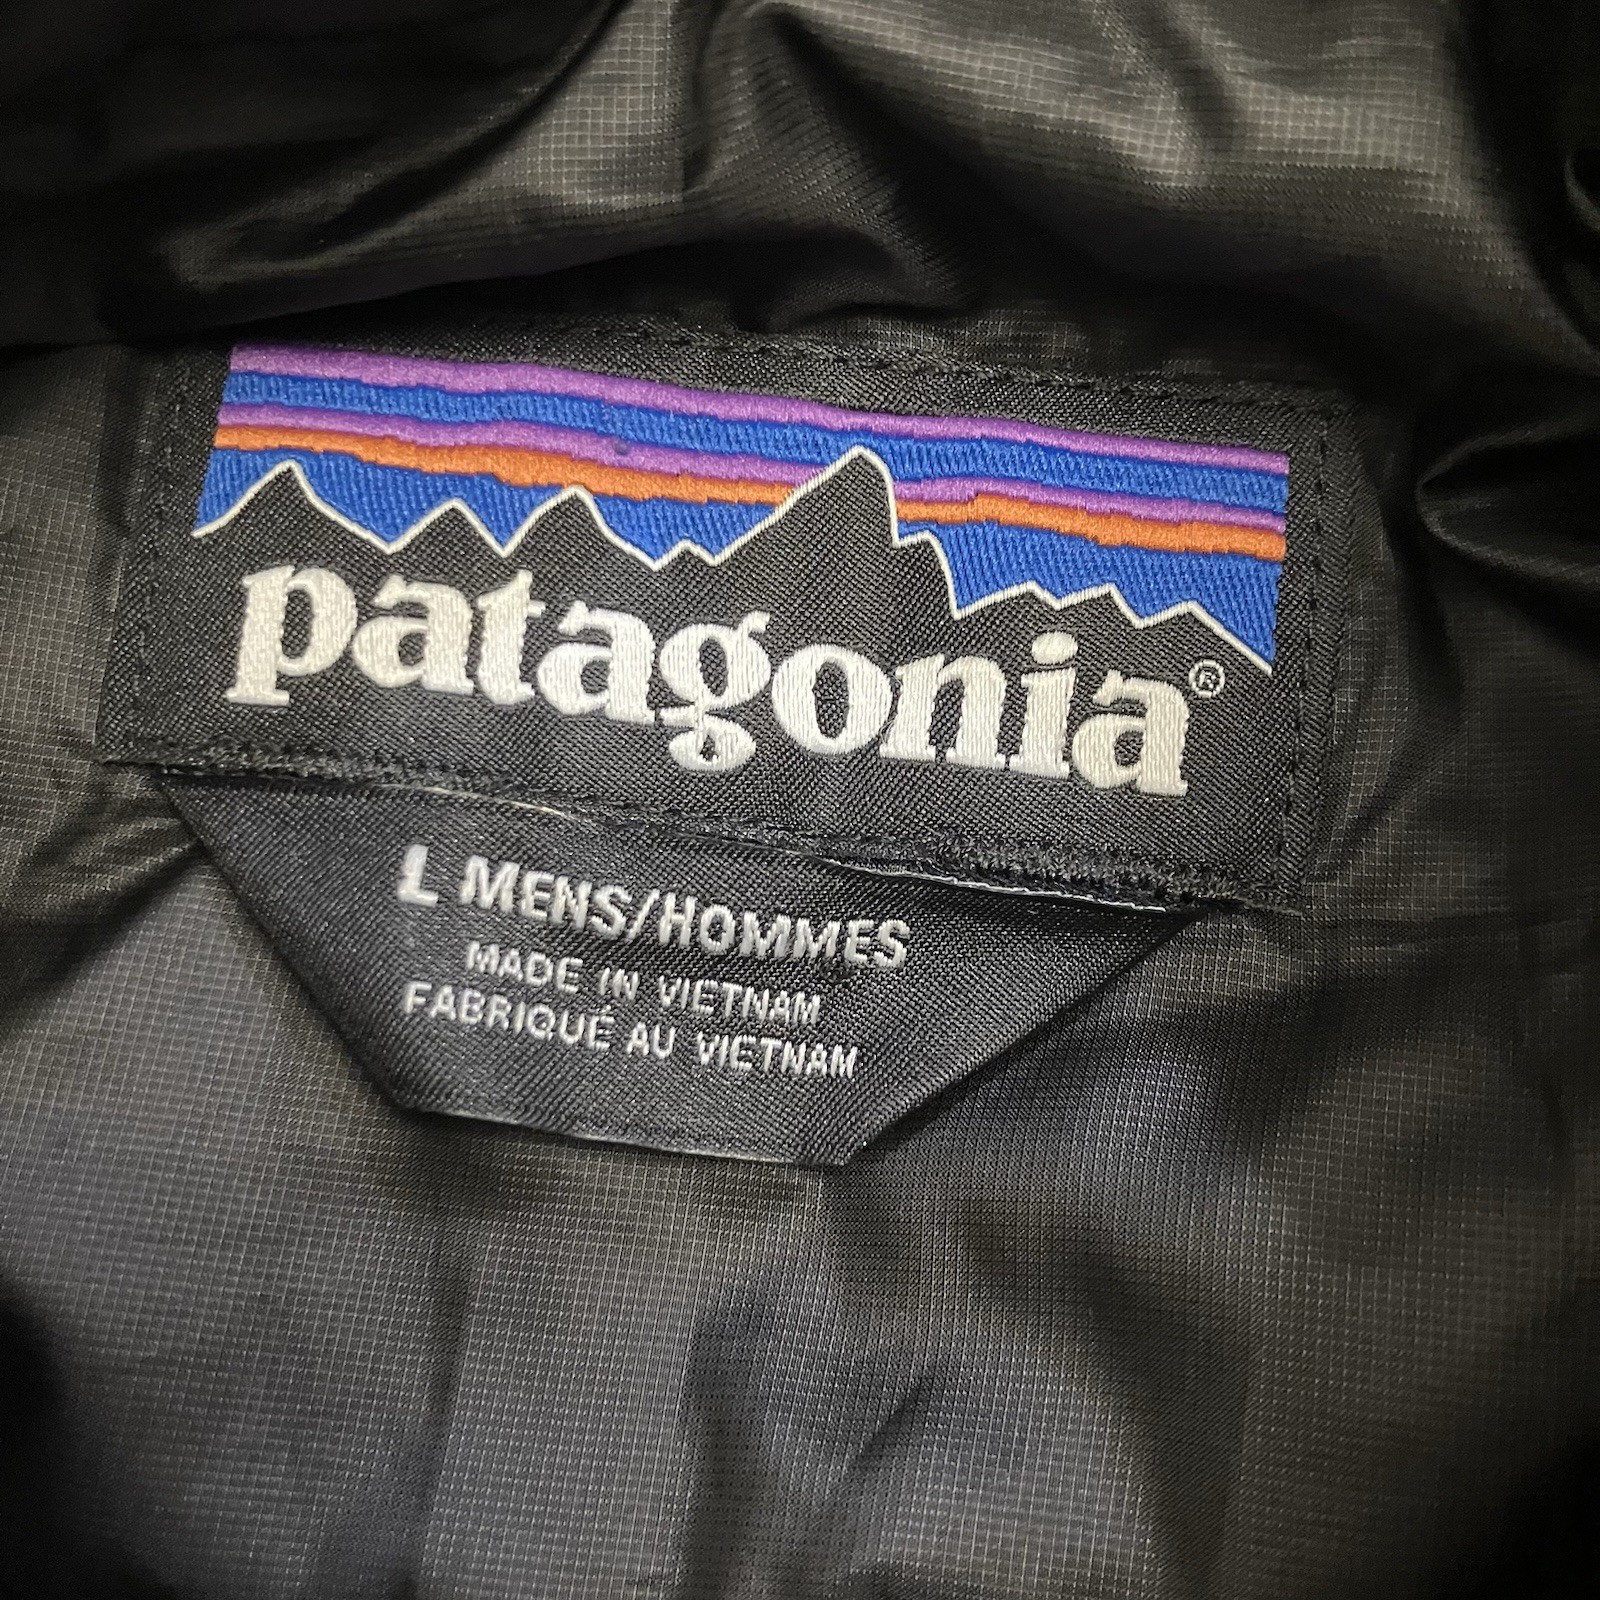 patagonia®
L MENS/HOMMES
MADE IN VIETNAM
FABRIQUÉ AU VIETNAM